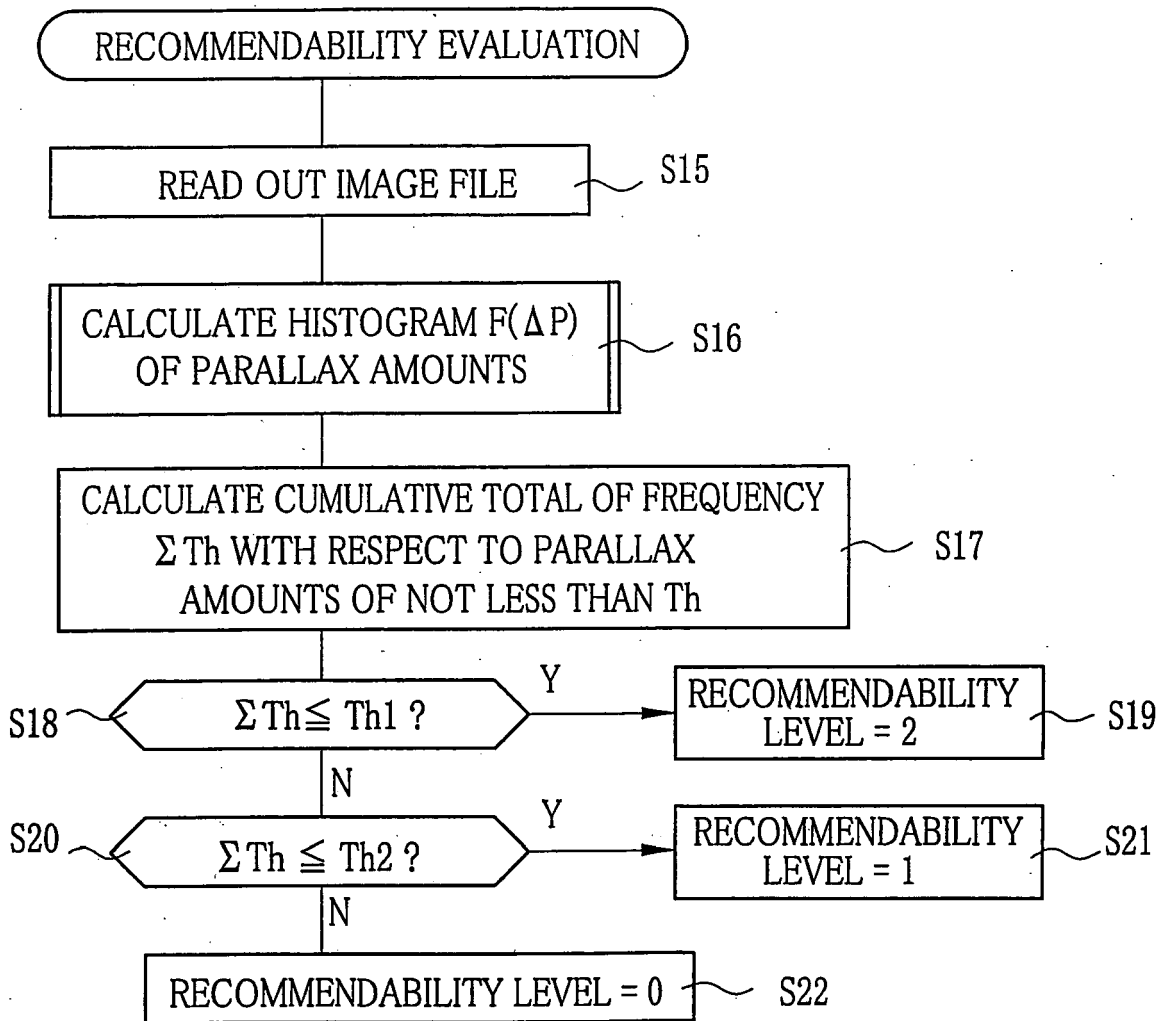 RECOMMENDABILITY EVALUATION
READ OUT IMAGE FILE
S15
CALCULATE HISTOGRAM F(ΔP)
OF PARALLAX AMOUNTS
S16
CALCULATE CUMULATIVE TOTAL OF FREQUENCY
ΣTh WITH RESPECT TO PARALLAX
AMOUNTS OF NOT LESS THAN Th
S17
S18
ΣTh≦ Th1 ?
Y
RECOMMENDABILITY
LEVEL = 2
S19
N
S20
ΣTh ≦ Th2 ?
Y
RECOMMENDABILITY
LEVEL = 1
S21
N
RECOMMENDABILITY LEVEL = 0
S22